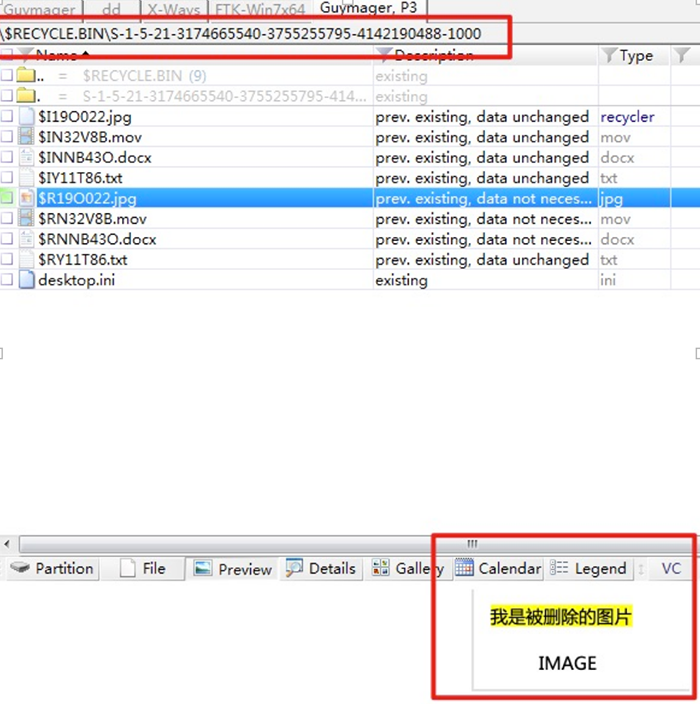 Guymager dd X-Ways FTK-Win7x64 Guymager, P3
\$RECYCLE.BIN\S-1-5-21-3174665540-3755255795-4142190488-1000
Name Description Type
.. = $RECYCLE.BIN (9) existing
. = S-1-5-21-3174665540-3755255795-414... existing
$I19O022.jpg prev. existing, data unchanged recycler
$IN32V8B.mov prev. existing, data unchanged mov
$INNB43O.docx prev. existing, data unchanged docx
$IY11T86.txt prev. existing, data unchanged txt
$R19O022.jpg prev. existing, data not neces... jpg
$RN32V8B.mov prev. existing, data not neces... mov
$RNNB43O.docx prev. existing, data not neces... docx
$RY11T86.txt prev. existing, data unchanged txt
desktop.ini existing ini
Partition File Preview Details Gallery Calendar Legend VC
我是被删除的图片
IMAGE